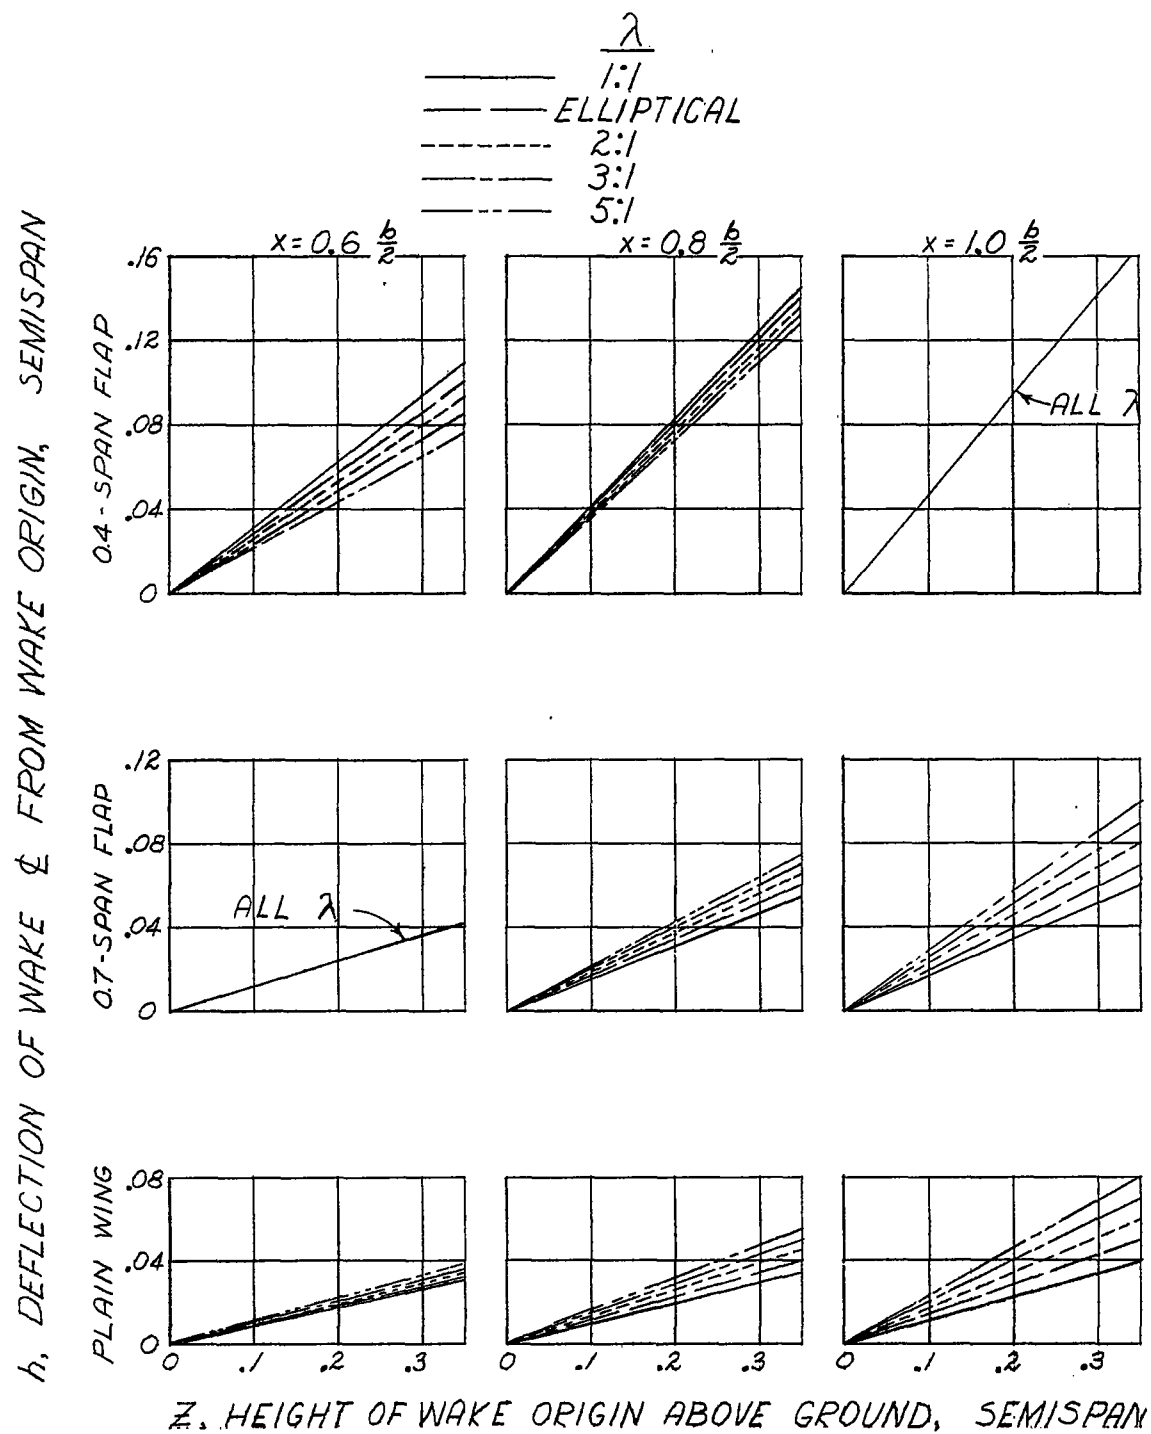 λ
1:1
ELLIPTICAL
2:1
3:1
5:1
h, DEFLECTION OF WAKE ℄ FROM WAKE ORIGIN, SEMISPAN
0.4-SPAN FLAP
x=0.6 b/2
x=0.8 b/2
x=1.0 b/2
.16
.12
.08
.04
0
ALL λ
0.7-SPAN FLAP
.12
.08
.04
0
ALL λ
PLAIN WING
.08
.04
0
0 .1 .2 .3
0 .1 .2 .3
0 .1 .2 .3
Z, HEIGHT OF WAKE ORIGIN ABOVE GROUND, SEMISPAN